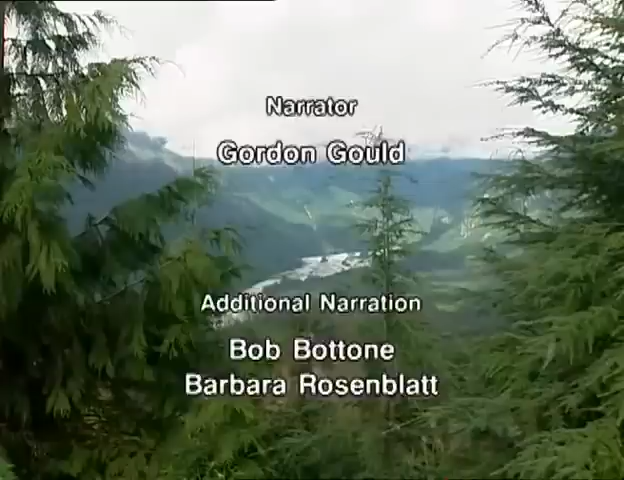 Narrator
Gordon Gould
Additional Narration
Bob Bottone
Barbara Rosenblatt